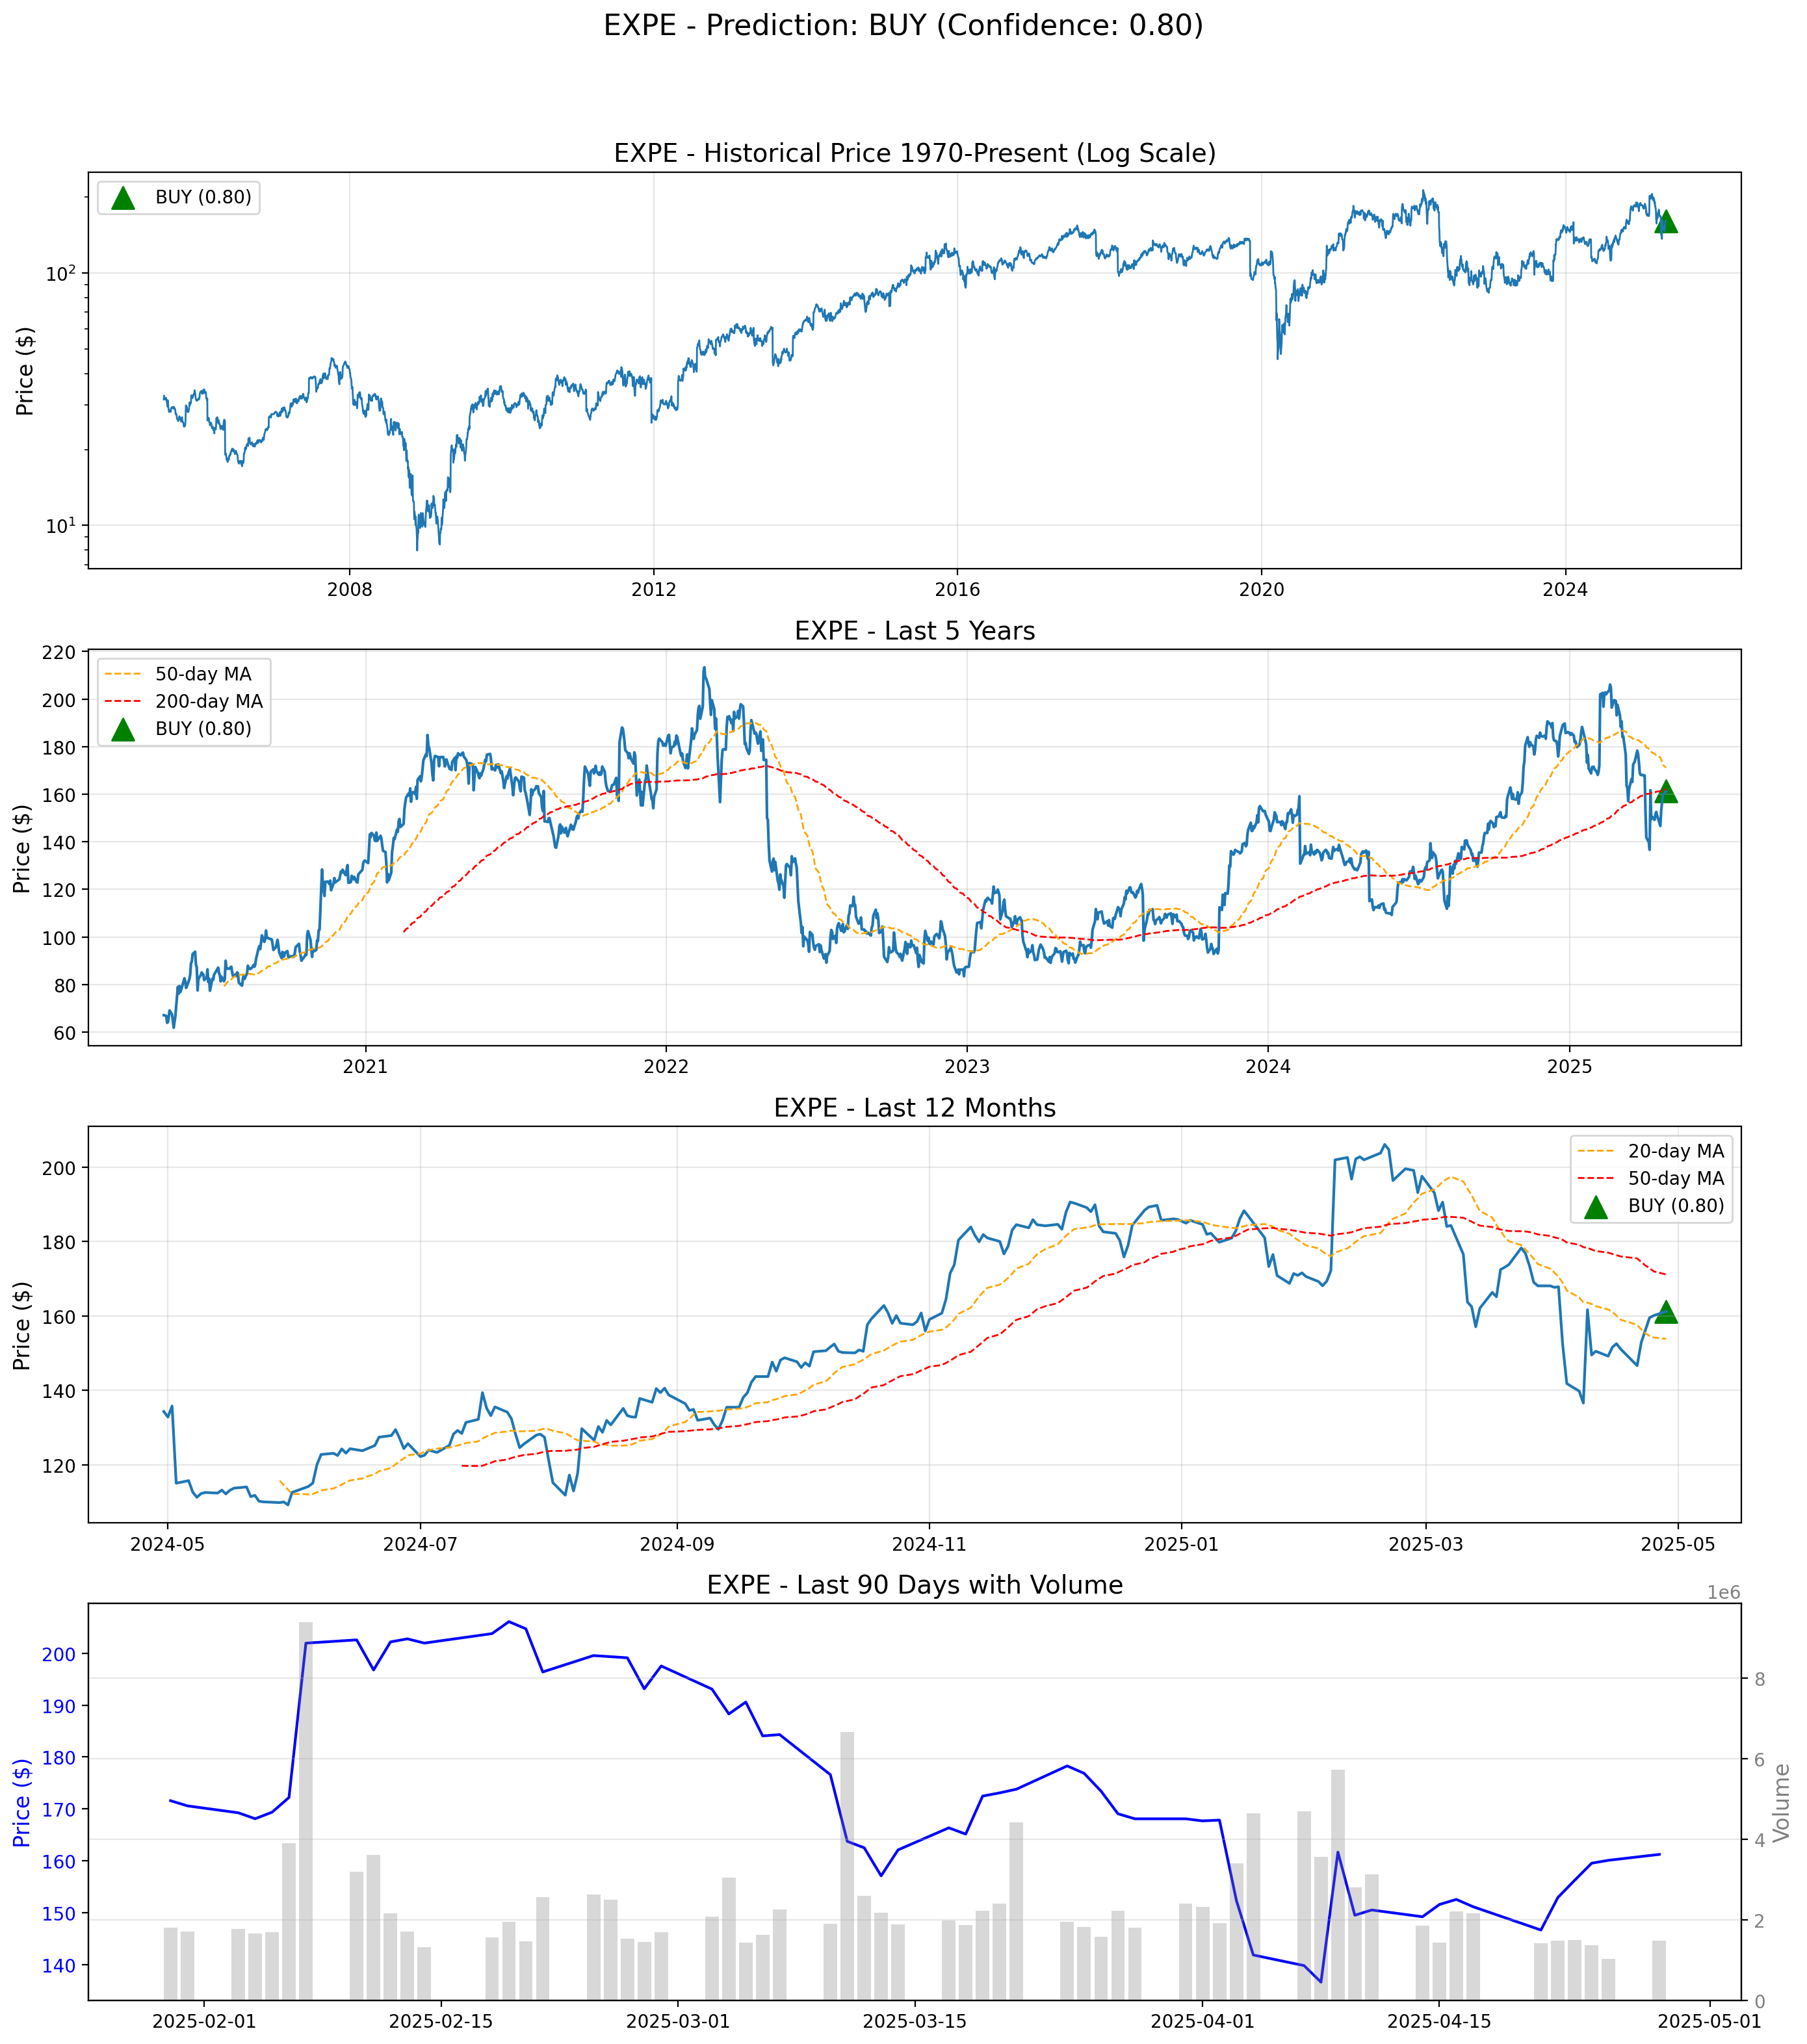 EXPE - Prediction: BUY (Confidence: 0.80)
EXPE - Historical Price 1970-Present (Log Scale)
BUY (0.80)
Price ($)
10²
10¹
2008 2012 2016 2020 2024
EXPE - Last 5 Years
50-day MA
200-day MA
BUY (0.80)
Price ($)
220
200
180
160
140
120
100
80
60
2021 2022 2023 2024 2025
EXPE - Last 12 Months
20-day MA
50-day MA
BUY (0.80)
Price ($)
200
180
160
140
120
2024-05 2024-07 2024-09 2024-11 2025-01 2025-03 2025-05
EXPE - Last 90 Days with Volume
1e6
Price ($)
200
190
180
170
160
150
140
8
6
4
2
0
Volume
2025-02-01 2025-02-15 2025-03-01 2025-03-15 2025-04-01 2025-04-15 2025-05-01